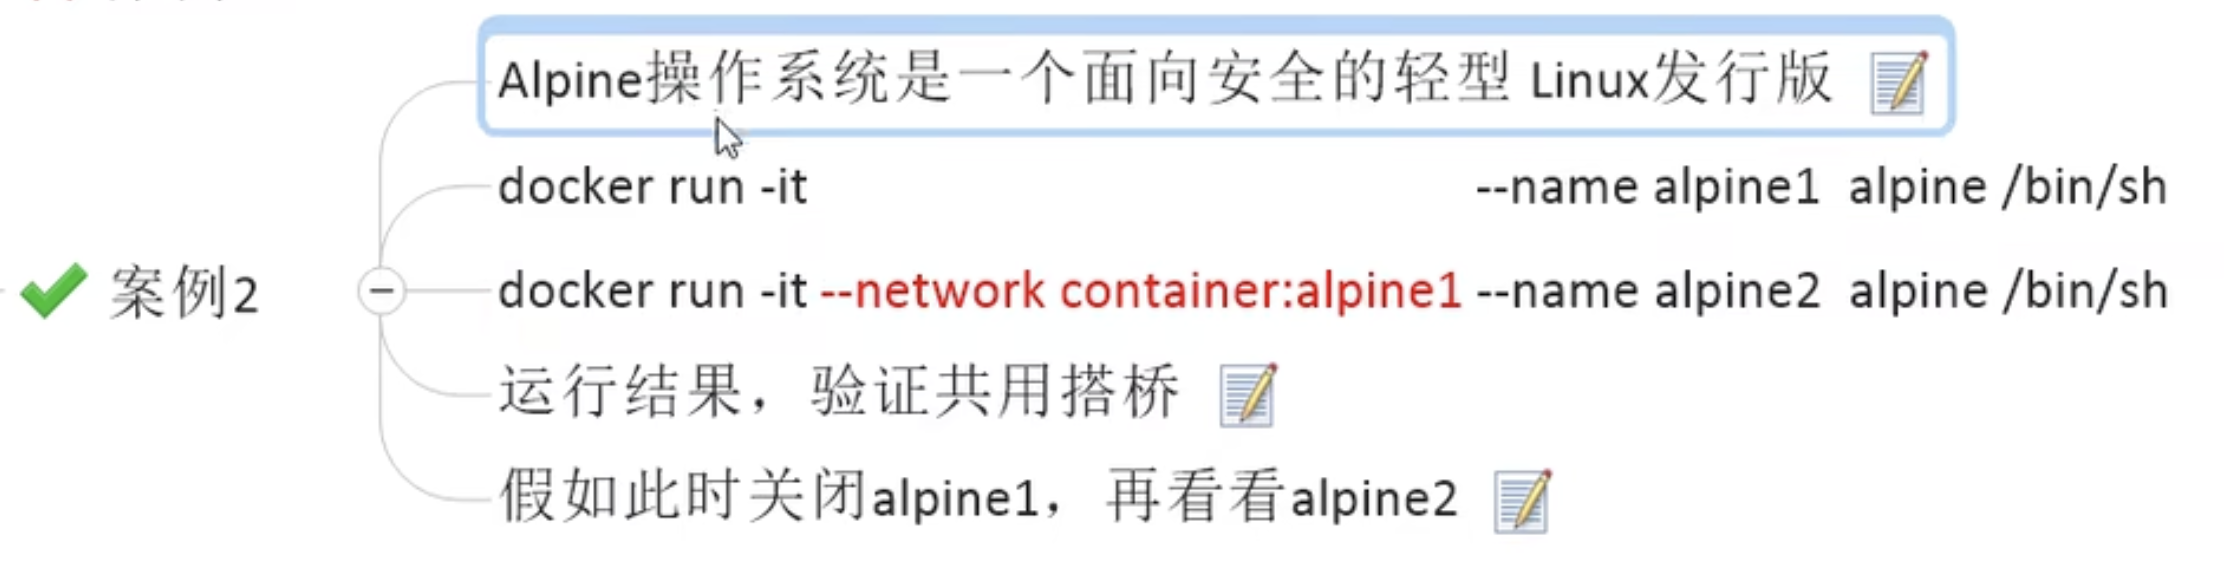 Alpine操作系统是一个面向安全的轻型 Linux发行版
docker run -it --name alpine1 alpine /bin/sh
案例2
docker run -it --network container:alpine1 --name alpine2 alpine /bin/sh
运行结果，验证共用搭桥
假如此时关闭alpine1，再看看alpine2